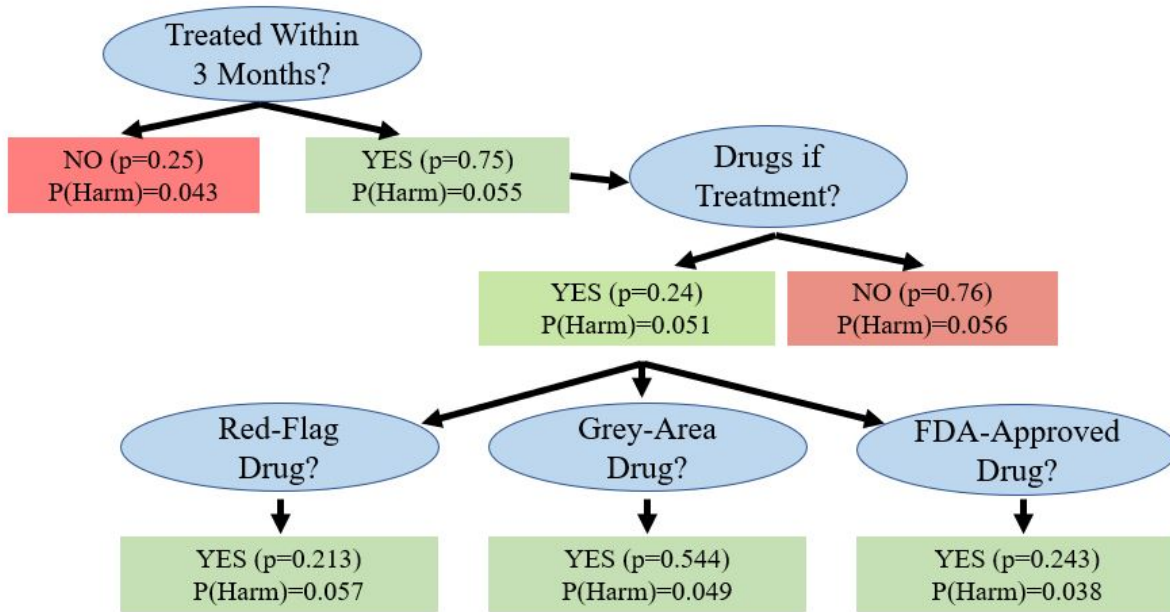 Treated Within
3 Months?
NO (p=0.25)
P(Harm)=0.043
YES (p=0.75)
P(Harm)=0.055
Drugs if
Treatment?
YES (p=0.24)
P(Harm)=0.051
NO (p=0.76)
P(Harm)=0.056
Red-Flag
Drug?
Grey-Area
Drug?
FDA-Approved
Drug?
YES (p=0.213)
P(Harm)=0.057
YES (p=0.544)
P(Harm)=0.049
YES (p=0.243)
P(Harm)=0.038